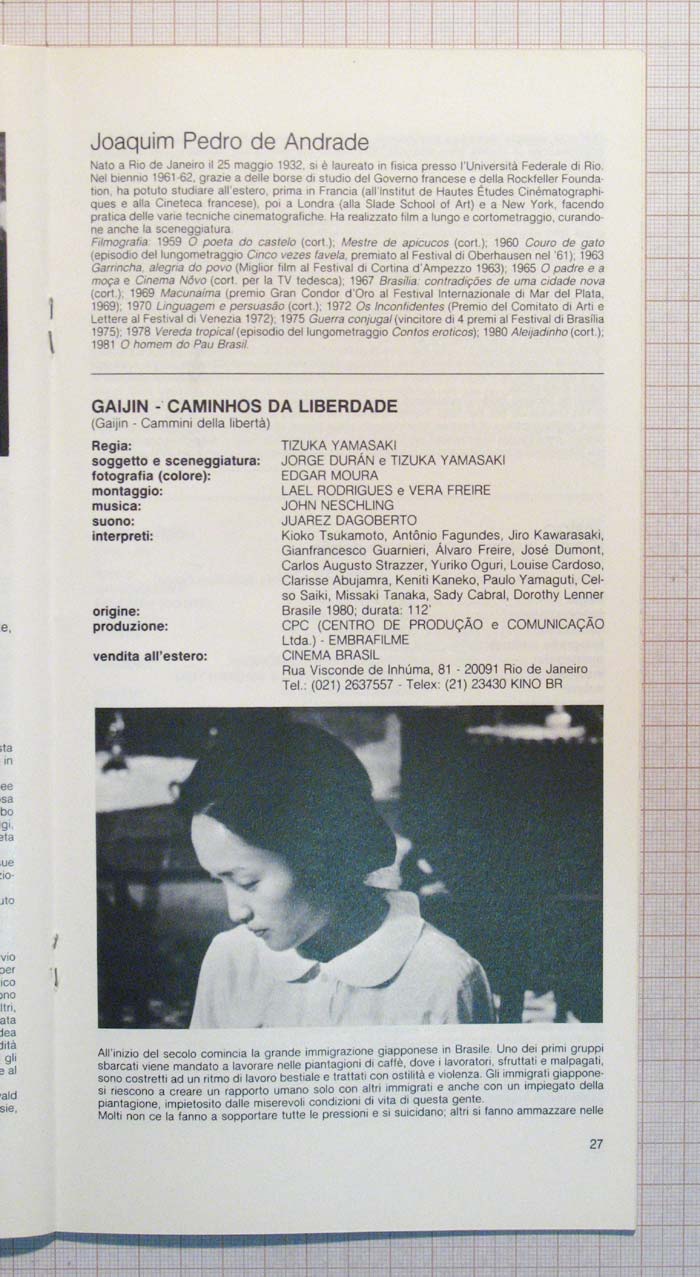 Joaquim Pedro de Andrade
Nato a Rio de Janeiro il 25 maggio 1932, si è laureato in fisica presso l'Università Federale di Rio.
Nel biennio 1961-62, grazie a delle borse di studio del Governo francese e della Rockfeller Founda-
tion, ha potuto studiare all'estero, prima in Francia (all'Institut de Hautes Études Cinématographi-
ques e alla Cineteca francese), poi a Londra (alla Slade School of Art) e a New York, facendo
pratica delle varie tecniche cinematografiche. Ha realizzato film a lungo e cortometraggio, curando-
ne anche la sceneggiatura.
Filmografia: 1959 O poeta do castelo (cort.); Mestre de apicucos (cort.); 1960 Couro de gato
(episodio del lungometraggio Cinco vezes favela, premiato al Festival di Oberhausen nel '61); 1963
Garrincha, alegria do povo (Miglior film al Festival di Cortina d'Ampezzo 1963); 1965 O padre e a
moça e Cinema Nôvo (cort. per la TV tedesca); 1967 Brasília: contradições de uma cidade nova
(cort.); 1969 Macunaíma (premio Gran Condor d'Oro al Festival Internazionale di Mar del Plata,
1969); 1970 Linguagem e persuasão (cort.); 1972 Os Inconfidentes (Premio del Comitato di Arti e
Lettere al Festival di Venezia 1972); 1975 Guerra conjugal (vincitore di 4 premi al Festival di Brasília
1975); 1978 Vereda tropical (episodio del lungometraggio Contos eroticos); 1980 Aleijadinho (cort.);
1981 O homem do Pau Brasil.
GAIJIN - CAMINHOS DA LIBERDADE
(Gaijin - Cammini della libertà)
Regia: TIZUKA YAMASAKI
soggetto e sceneggiatura: JORGE DURÁN e TIZUKA YAMASAKI
fotografia (colore): EDGAR MOURA
montaggio: LAEL RODRIGUES e VERA FREIRE
musica: JOHN NESCHLING
suono: JUAREZ DAGOBERTO
interpreti: Kioko Tsukamoto, Antônio Fagundes, Jiro Kawarasaki,
Gianfrancesco Guarnieri, Álvaro Freire, José Dumont,
Carlos Augusto Strazzer, Yuriko Oguri, Louise Cardoso,
Clarisse Abujamra, Keniti Kaneko, Paulo Yamaguti, Cel-
so Saiki, Missaki Tanaka, Sady Cabral, Dorothy Lenner
origine: Brasile 1980; durata: 112'
produzione: CPC (CENTRO DE PRODUÇÃO e COMUNICAÇÃO
Ltda.) - EMBRAFILME
vendita all'estero: CINEMA BRASIL
Rua Visconde de Inhúma, 81 - 20091 Rio de Janeiro
Tel.: (021) 2637557 - Telex: (21) 23430 KINO BR
All'inizio del secolo comincia la grande immigrazione giapponese in Brasile. Uno dei primi gruppi
sbarcati viene mandato a lavorare nelle piantagioni di caffè, dove i lavoratori, sfruttati e malpagati,
sono costretti ad un ritmo di lavoro bestiale e trattati con ostilità e violenza. Gli immigrati giappone-
si riescono a creare un rapporto umano solo con altri immigrati e anche con un impiegato della
piantagione, impietosito dalle miserevoli condizioni di vita di questa gente.
Molti non ce la fanno a sopportare tutte le pressioni e si suicidano; altri si fanno ammazzare nelle
27